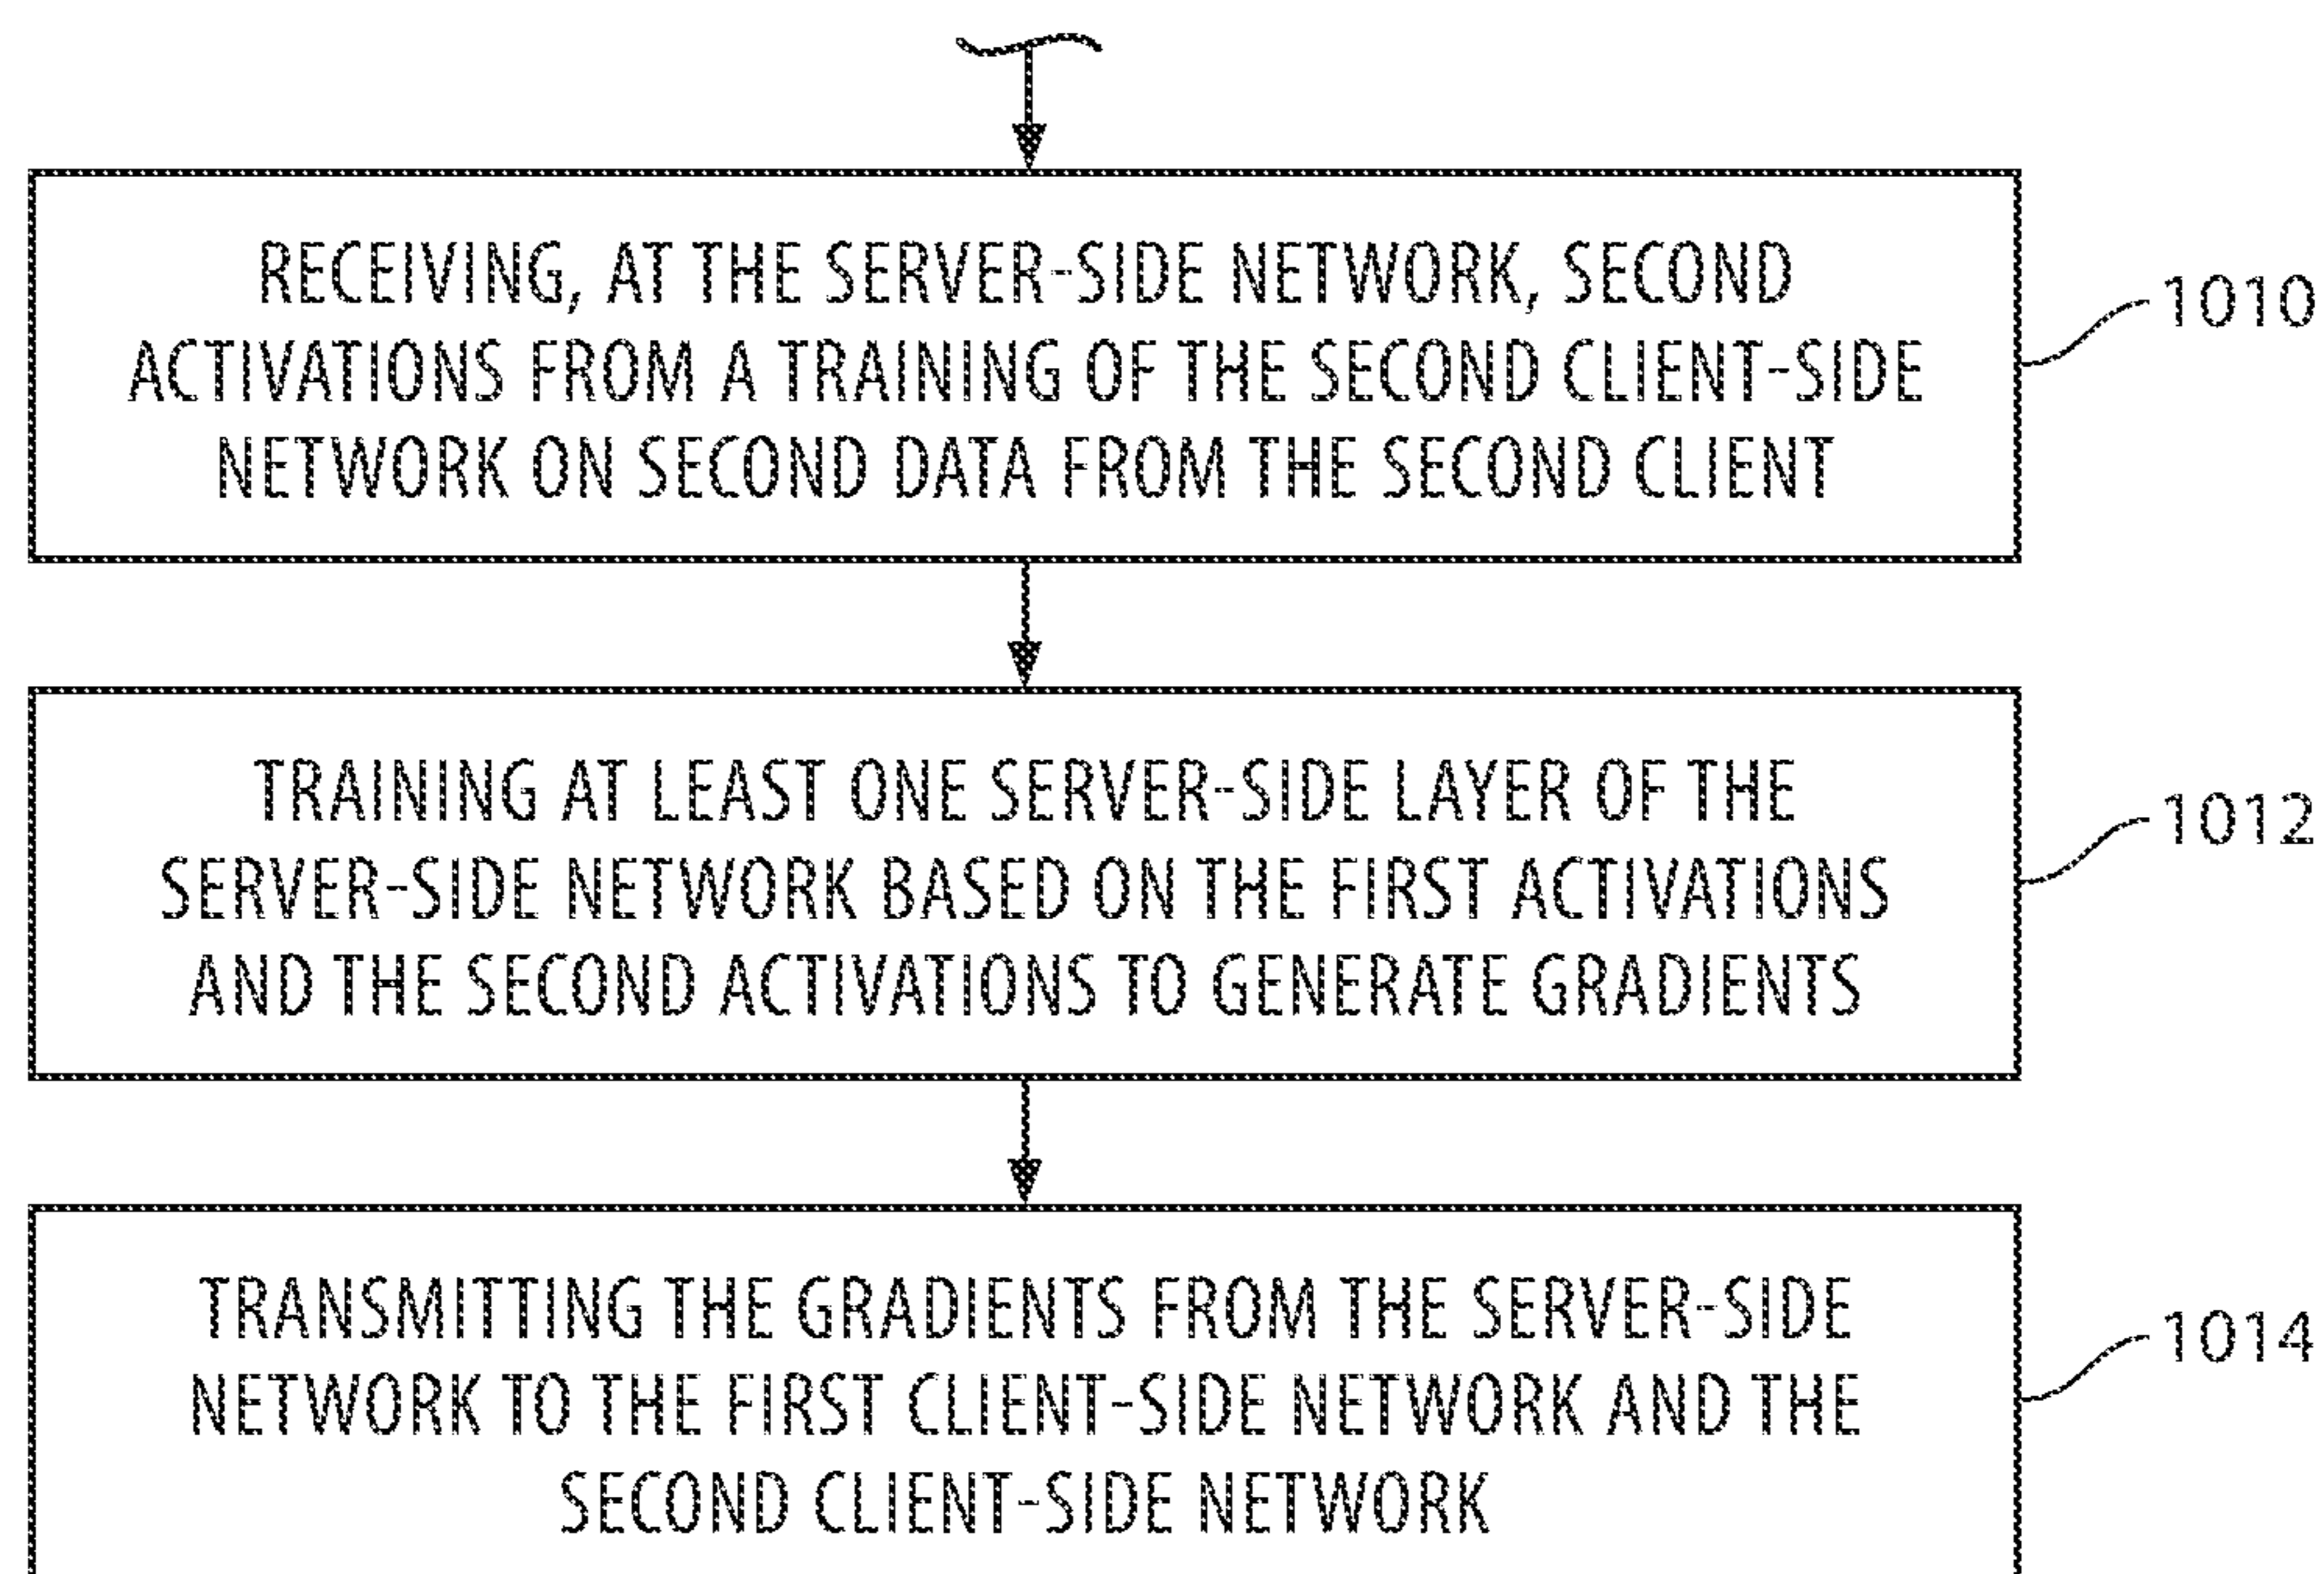 RECEIVING, AT THE SERVER-SIDE NETWORK, SECOND
ACTIVATIONS FROM A TRAINING OF THE SECOND CLIENT-SIDE
NETWORK ON SECOND DATA FROM THE SECOND CLIENT
1010
TRAINING AT LEAST ONE SERVER-SIDE LAYER OF THE
SERVER-SIDE NETWORK BASED ON THE FIRST ACTIVATIONS
AND THE SECOND ACTIVATIONS TO GENERATE GRADIENTS
1012
TRANSMITTING THE GRADIENTS FROM THE SERVER-SIDE
NETWORK TO THE FIRST CLIENT-SIDE NETWORK AND THE
SECOND CLIENT-SIDE NETWORK
1014